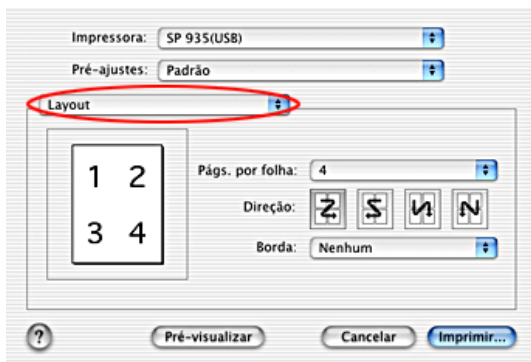 Impressora: SP 935(USB)
Pré-ajustes: Padrão
Layout
1 2
3 4
Págs. por folha: 4
Direção:
Borda: Nenhum
? Pré-visualizar Cancelar Imprimir...